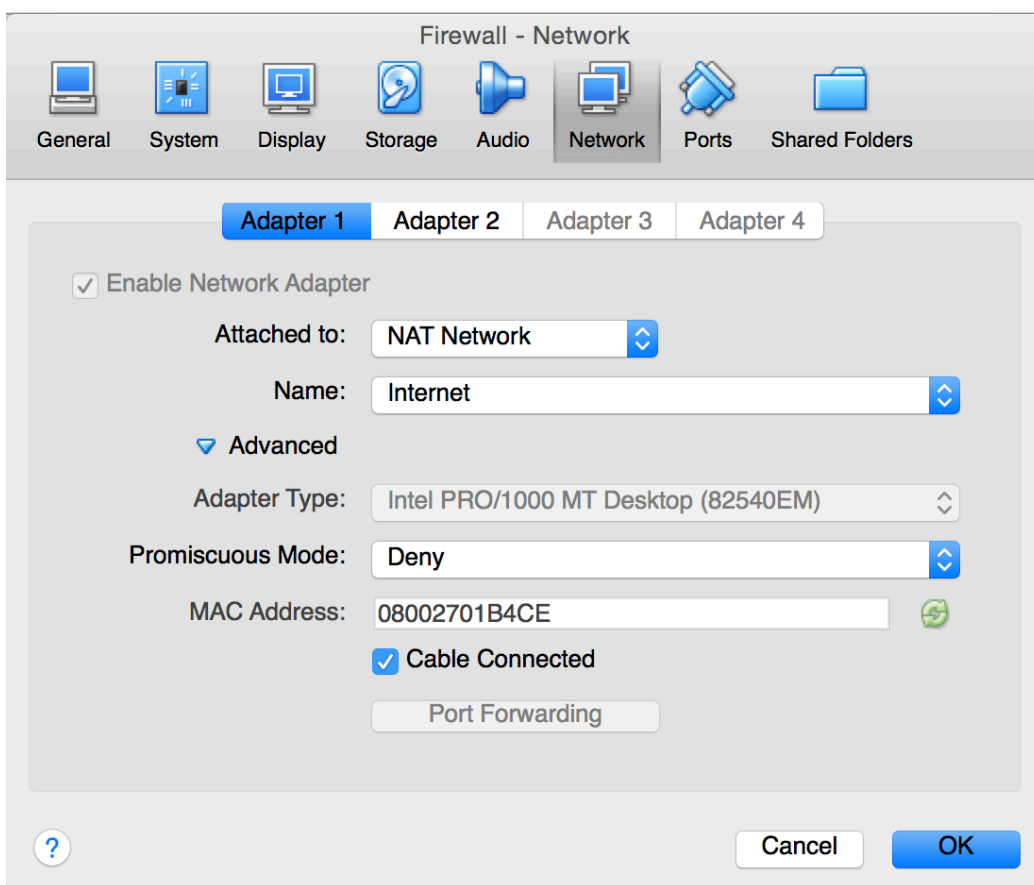 Firewall - Network
General System Display Storage Audio Network Ports Shared Folders
Adapter 1 Adapter 2 Adapter 3 Adapter 4
Enable Network Adapter
Attached to: NAT Network
Name: Internet
Advanced
Adapter Type: Intel PRO/1000 MT Desktop (82540EM)
Promiscuous Mode: Deny
MAC Address: 08002701B4CE
Cable Connected
Port Forwarding
? Cancel OK